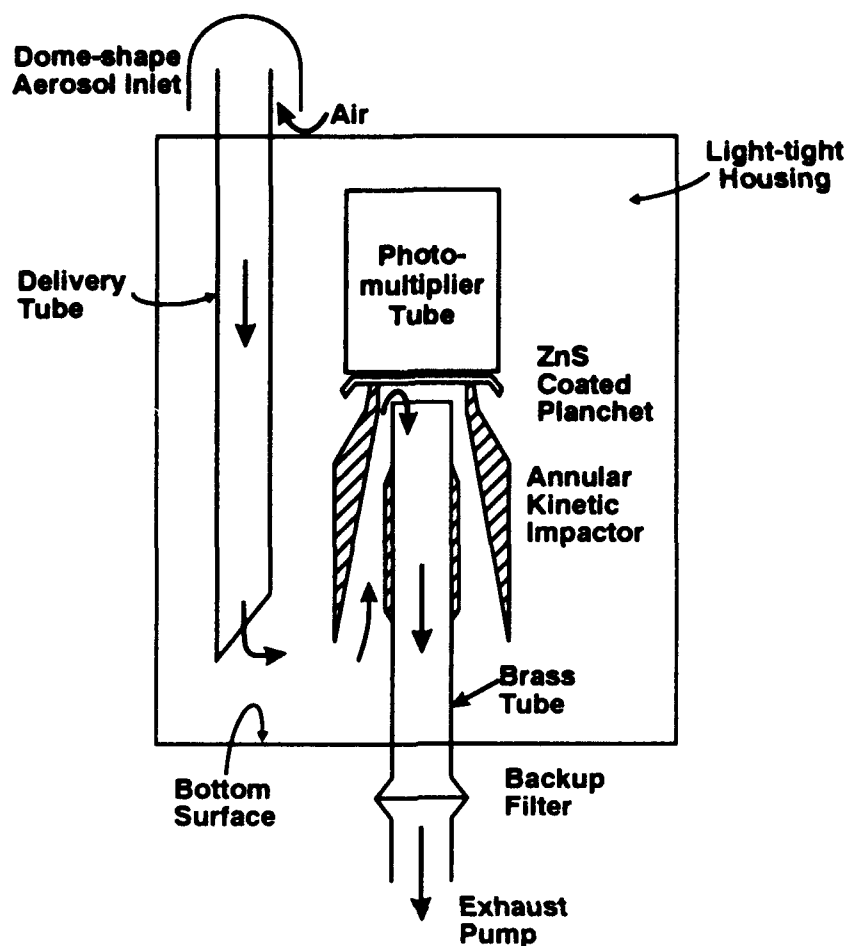 Dome-shape
Aerosol Inlet
Air
Light-tight
Housing
Photo-
multiplier
Tube
Delivery
Tube
ZnS
Coated
Planchet
Annular
Kinetic
Impactor
Brass
Tube
Bottom
Surface
Backup
Filter
Exhaust
Pump